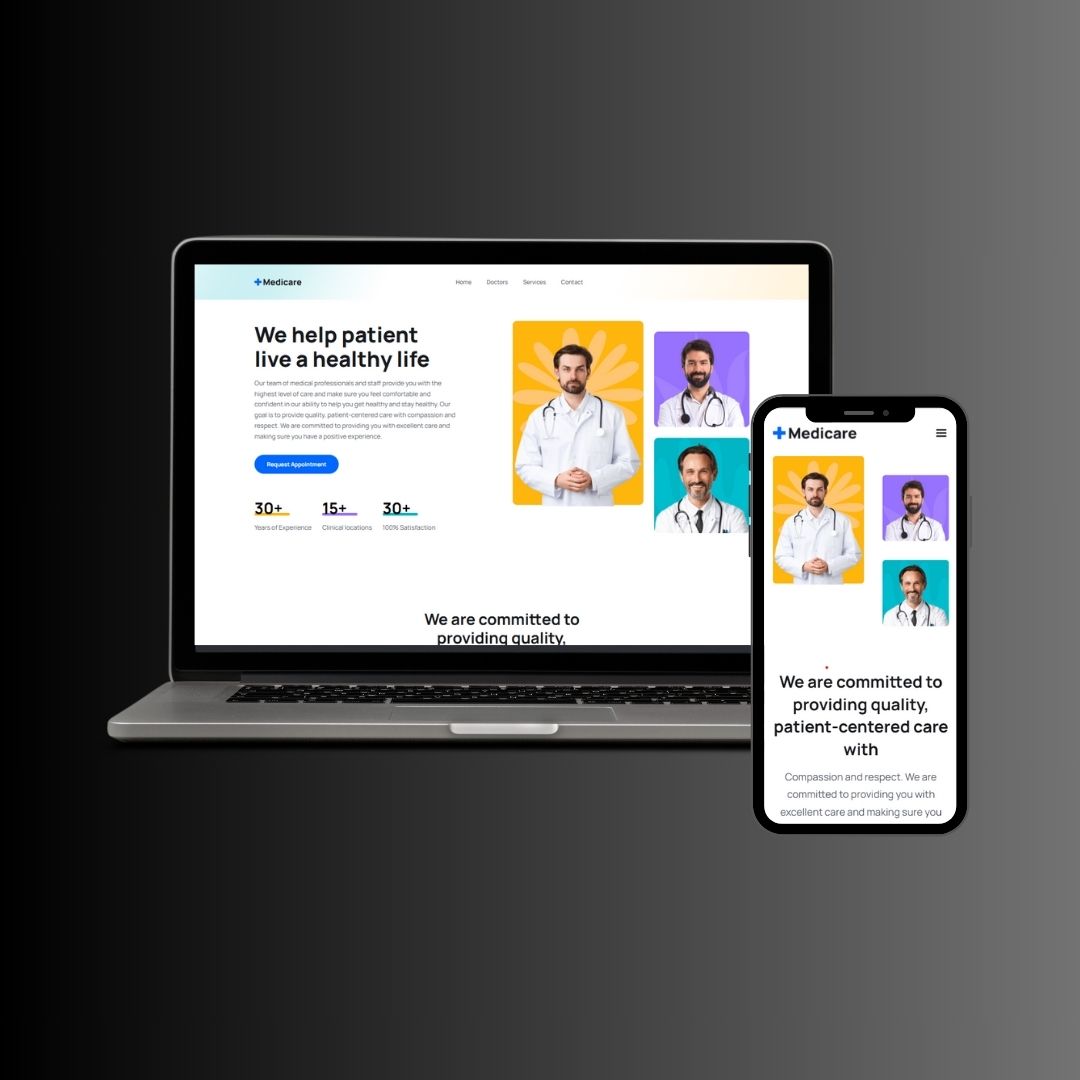 Medicare
Home Doctors Services Contact
We help patient
live a healthy life
Our team of medical professionals and staff provide you with the
highest level of care and make sure you feel comfortable and
confident in our ability to help you get healthy and stay healthy. Our
goal is to provide quality, patient-centered care with compassion and
respect. We are committed to providing you with excellent care and
making sure you have a positive experience.
Request Appointment
30+ 15+ 30+
Years of Experience Clinical locations 100% Satisfaction
We are committed to
providing quality,
Medicare
We are committed to
providing quality,
patient-centered care
with
Compassion and respect. We are
committed to providing you with
excellent care and making sure you